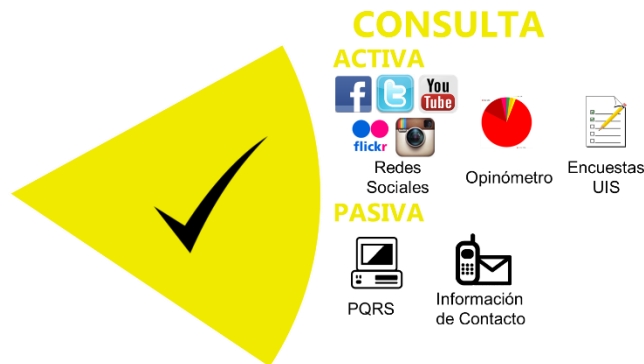 CONSULTA
ACTIVA
You
Tube
flickr
Redes
Sociales
Opinómetro
Encuestas
UIS
PASIVA
PQRS
Información
de Contacto